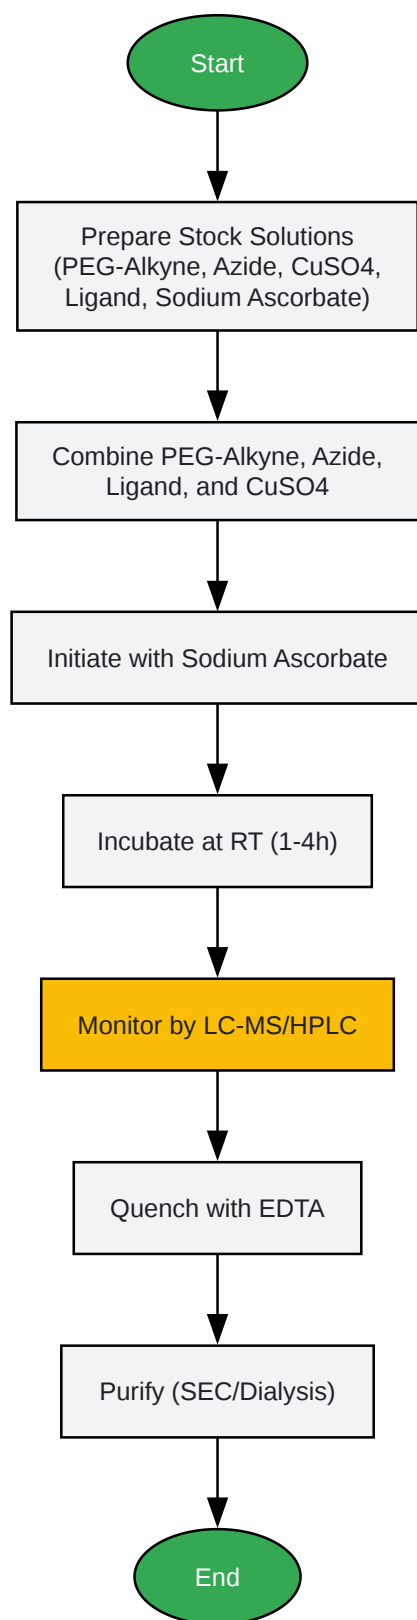 Start
Prepare Stock Solutions
(PEG-Alkyne, Azide, CuSO4,
Ligand, Sodium Ascorbate)
Combine PEG-Alkyne, Azide,
Ligand, and CuSO4
Initiate with Sodium Ascorbate
Incubate at RT (1-4h)
Monitor by LC-MS/HPLC
Quench with EDTA
Purify (SEC/Dialysis)
End